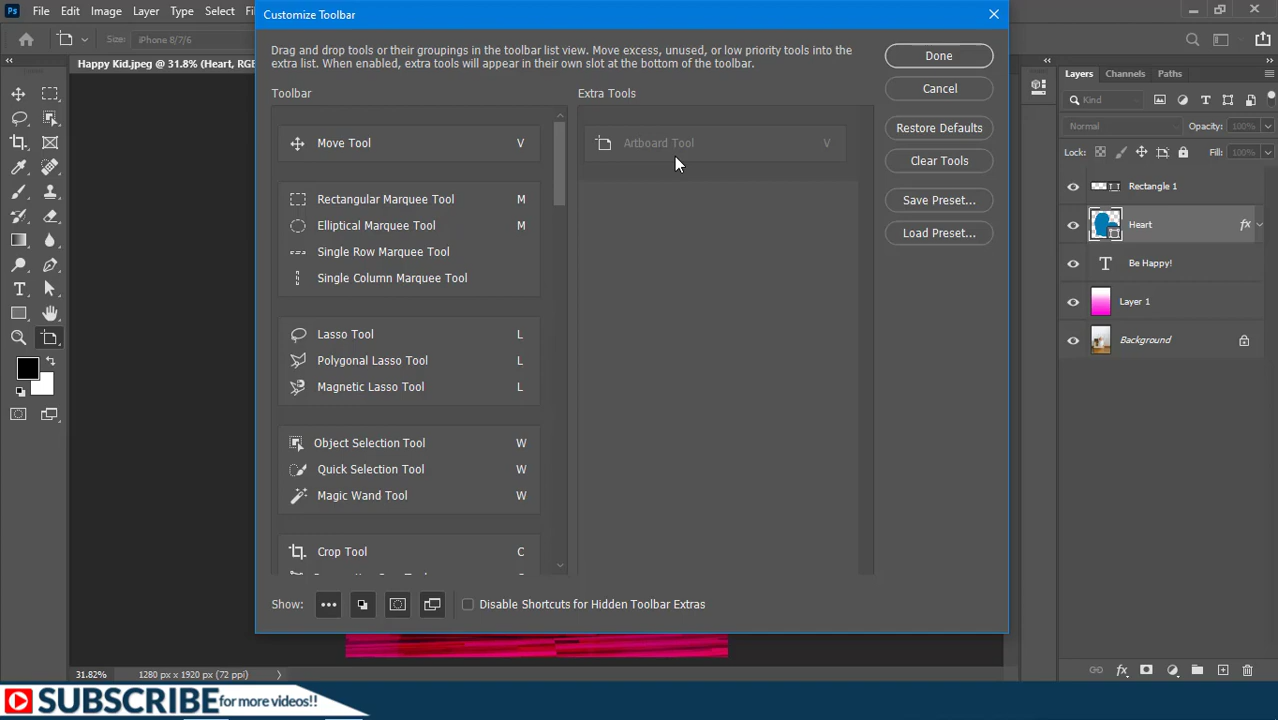 Ps File Edit Image Layer Type Select
Customize Toolbar
Size: iPhone 8/7/6
Happy Kid.jpeg @ 31.8% (Heart, RG
Drag and drop tools or their groupings in the toolbar list view. Move excess, unused, or low priority tools into the
extra list. When enabled, extra tools will appear in their own slot at the bottom of the toolbar.
Toolbar
Move Tool V
Rectangular Marquee Tool M
Elliptical Marquee Tool M
Single Row Marquee Tool
Single Column Marquee Tool
Lasso Tool L
Polygonal Lasso Tool L
Magnetic Lasso Tool L
Object Selection Tool W
Quick Selection Tool W
Magic Wand Tool W
Crop Tool C
Extra Tools
Artboard Tool V
Done
Cancel
Restore Defaults
Clear Tools
Save Preset...
Load Preset...
Show: Disable Shortcuts for Hidden Toolbar Extras
Layers Channels Paths
Kind
Normal Opacity:
Lock: Fill:
Rectangle 1
Heart fx
Be Happy!
Layer 1
Background
31.82% 1280 px x 1920 px (72 ppi)
fx
SUBSCRIBE for more videos!!